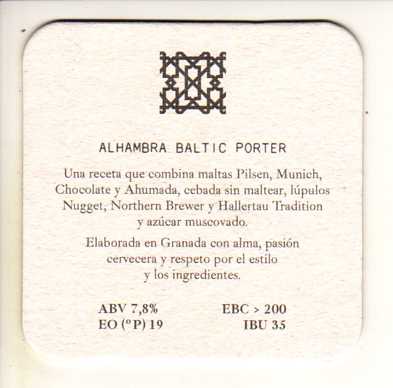 ALHAMBRA BALTIC PORTER
Una receta que combina maltas Pilsen, Munich,
Chocolate y Ahumada, cebada sin maltear, lúpulos
Nugget, Northern Brewer y Hallertau Tradition
y azúcar muscovado.
Elaborada en Granada con alma, pasión
cervecera y respeto por el estilo
y los ingredientes.
ABV 7,8% EBC > 200
EO (ºP) 19 IBU 35